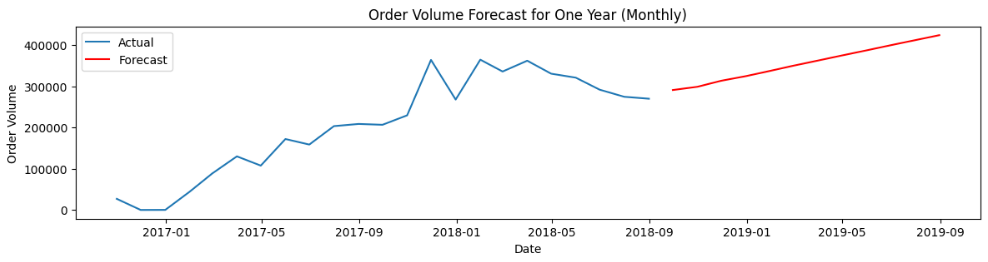 Order Volume Forecast for One Year (Monthly)
Actual
Forecast
Order Volume
400000
300000
200000
100000
0
2017-01 2017-05 2017-09 2018-01 2018-05 2018-09 2019-01 2019-05 2019-09
Date